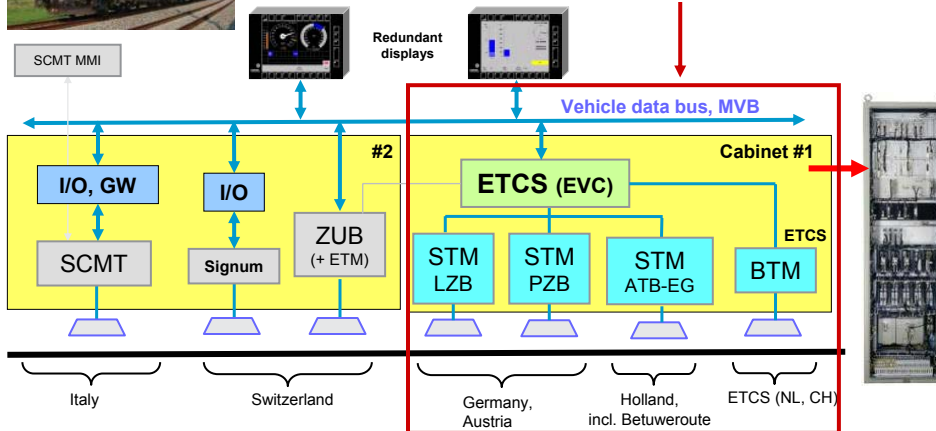 Redundant
displays
SCMT MMI
Vehicle data bus, MVB
#2
Cabinet #1
I/O, GW
I/O
ETCS (EVC)
SCMT
Signum
ZUB
(+ ETM)
STM
LZB
STM
PZB
STM
ATB-EG
ETCS
BTM
Italy
Switzerland
Germany,
Austria
Holland,
incl. Betuweroute
ETCS (NL, CH)